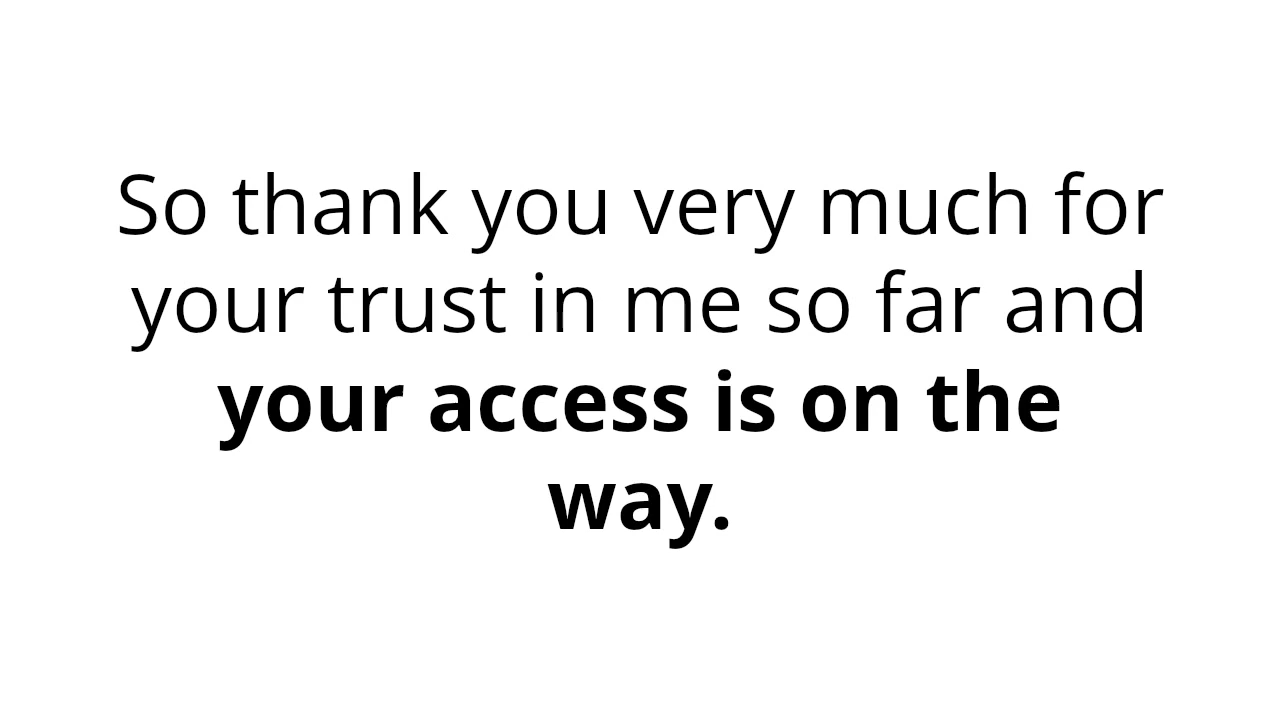 So thank you very much for
your trust in me so far and
your access is on the
way.